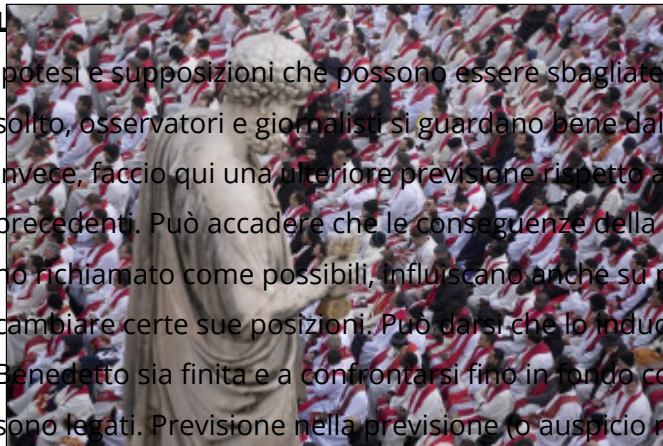 L
potesi e supposizioni che possono essere sbagliate
solito, osservatori e giornalisti si guardano bene dal
nvece, faccio qui una ulteriore previsione rispetto a
precedenti. Può accadere che le conseguenze della
no richiamato come possibili, influiscano anche su
cambiare certe sue posizioni. Può darsi che lo induc
Benedetto sia finita e a confrontarsi fino in fondo co
sono legati. Previsione nella previsione (o auspicio